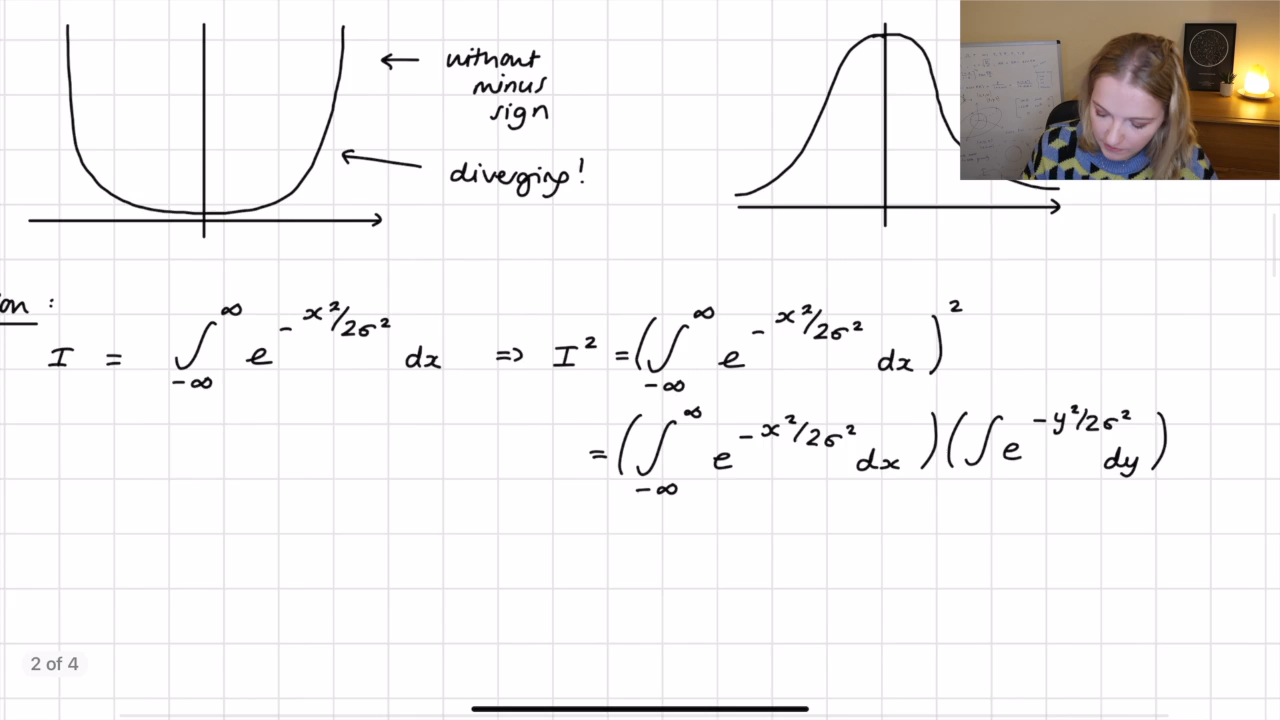 without
minus
sign
diverging!
ion :
I = ∫_{-∞}^{∞} e^{-x²/2σ²} dx => I² = (∫_{-∞}^{∞} e^{-x²/2σ²} dx)²
= (∫_{-∞}^{∞} e^{-x²/2σ²} dx)(∫ e^{-y²/2σ²} dy)
2 of 4